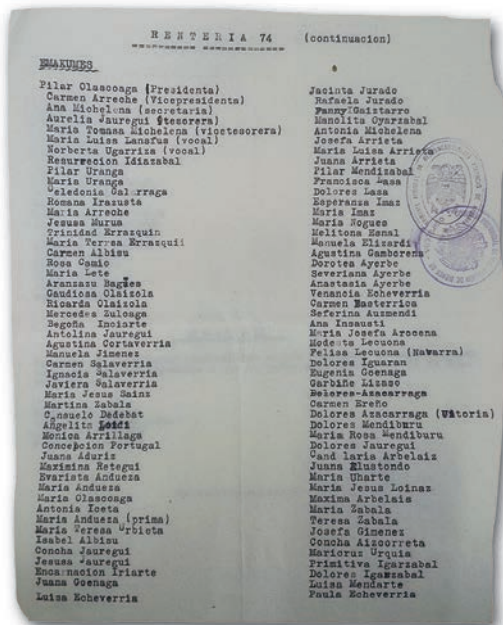 RENTERIA 74 (continuacion)
EMAKUMES
Pilar Olascoaga (Presidenta)
Carmen Arreche (Vicepresidenta)
Ana Michelena (secretaria)
Aurelia Jauregui (tesorera)
Maria Tomasa Michelena (vicetesorera)
Maria Luisa Lanafus (vocal)
Norberta Ugarriza (vocal)
Resurreccion Idiazabal
Pilar Uranga
Maria Uranga
Celedonia Galarraga
Romana Irazusta
Maria Arreche
Jesusa Murua
Trinidad Errazquin
Maria Teresa Errazquin
Carmen Albisu
Rosa Camio
Maria Lete
Aranzazu
Gaudiosa Olaizola
Ricarda Olaizola
Mercedes Zuloaga
Begoña Inciarte
Antolina Jauregui
Agustina Cortaverria
Manuela Jimenez
Carmen Salaverria
Ignacia Salaverria
Javiera Salaverria
Maria Jesus Sainz
Martina Zabala
Consuelo Dedebat
Angelita Loidi
Monica Arrillaga
Concepcion Portugal
Juana Aduriz
Maximina Retegui
Evarista Andueza
Maria Andueza
Maria Olascoaga
Antonia Iceta
Maria Andueza (prima)
Maria Teresa Urbieta
Isabel Albisu
Concha Jauregui
Jesusa Jauregui
Encarnacion Iriarte
Juana Goenaga
Luisa Echeverria
Jacinta Jurado
Rafaela Jurado
Fanny Gaiztarro
Manolita Oyarzabal
Antonia Michelena
Josefa Arrieta
Maria Luisa Arrieta
Juana Arrieta
Pilar Mendizabal
Francisca Lasa
Dolores Laza
Esperanza Imaz
Maria Imaz
Maria Nogues
Melitona Esnal
Manuela Elizardi
Agustina Gamborena
Dorotea Ayerbe
Severiana Ayerbe
Anastasia Ayerbe
Venancia Echeverria
Carmen Basterrica
Seferina Auzmendi
Ana Insausti
Maria Josefa Arocena
Modesta Lecuona
Felisa Lecuona (Navarra)
Dolores Iguaran
Eugenia Goenaga
Garbiñe Lizaso
Dolores Azacarraga
Carmen Ereño
Dolores Azacarraga (Vitoria)
Dolores Mendiburu
Maria Rosa Mendiburu
Dolores Jauregui
Candelaria Arbelaiz
Juana Elustondo
Maria Uharte
Maria Jesus Loinaz
Maxima Arbelaiz
Maria Zabala
Teresa Zabala
Josefa Gimenez
Concha Aizcorreta
Maricruz Urquia
Primitiva Igarzabal
Dolores Igarzabal
Luisa Mendarte
Paula Echeverria